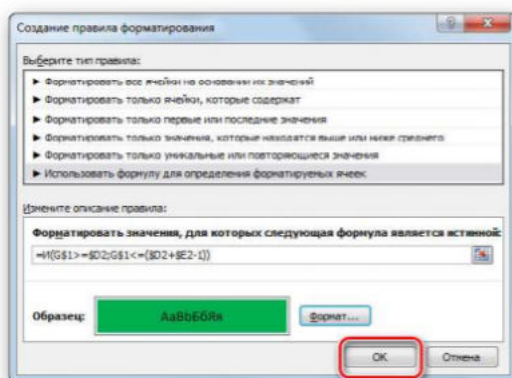 Создание правила форматирования
Выберите тип правила:
► Форматировать все ячейки на основании их значений
► Форматировать только ячейки, которые содержат
► Форматировать только первые или последние значения
► Форматировать только значения, которые находятся выше или ниже среднего
► Форматировать только уникальные или повторяющиеся значения
► Использовать формулу для определения форматируемых ячеек
Измените описание правила:
Форматировать значения, для которых следующая формула является истинной:
=И(G$1>=$D2;G$1<=($D2+$E2-1))
Образец: АаВbБбЯя Формат...
ОК Отмена